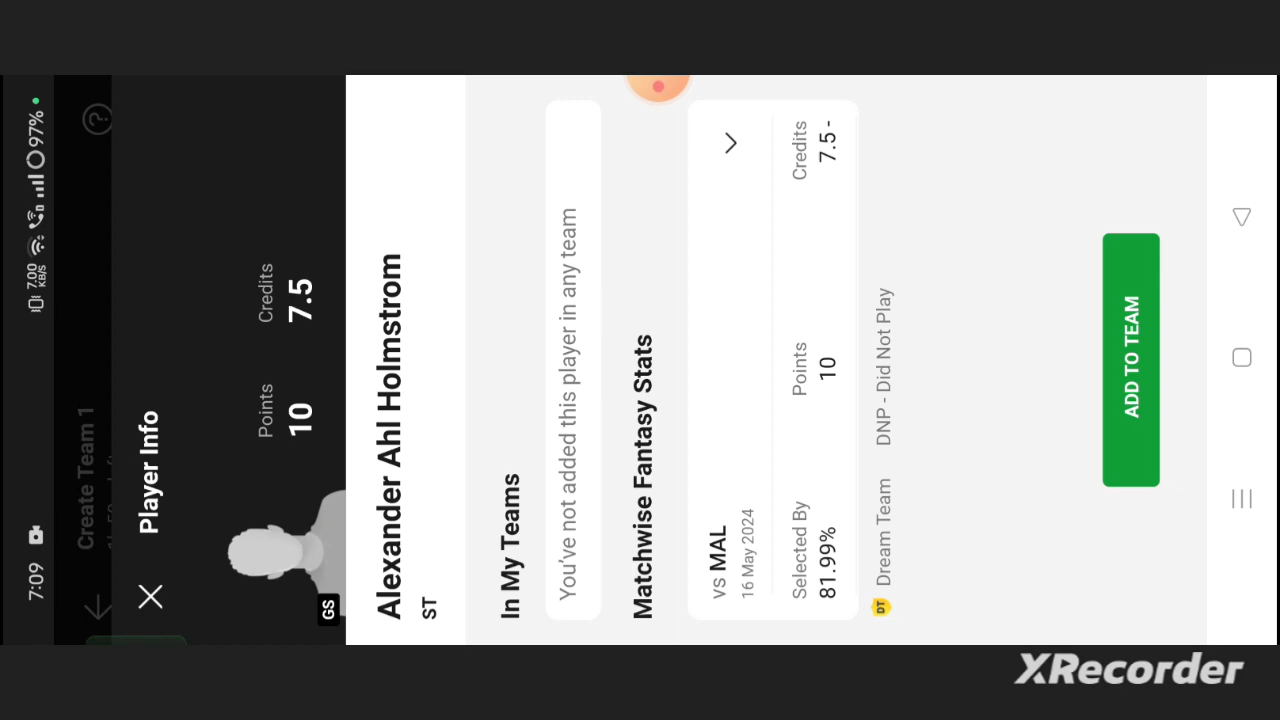 7:09
7.00
KB/S
97%
Create Team 1
?
Player Info
Points
Credits
10
7.5
GS
Alexander Ahl Holmstrom
ST
In My Teams
You've not added this player in any team
Matchwise Fantasy Stats
vs MAL
16 May 2024
Selected By
Points
Credits
81.99%
10
7.5 -
DT Dream Team
DNP - Did Not Play
ADD TO TEAM
XRecorder